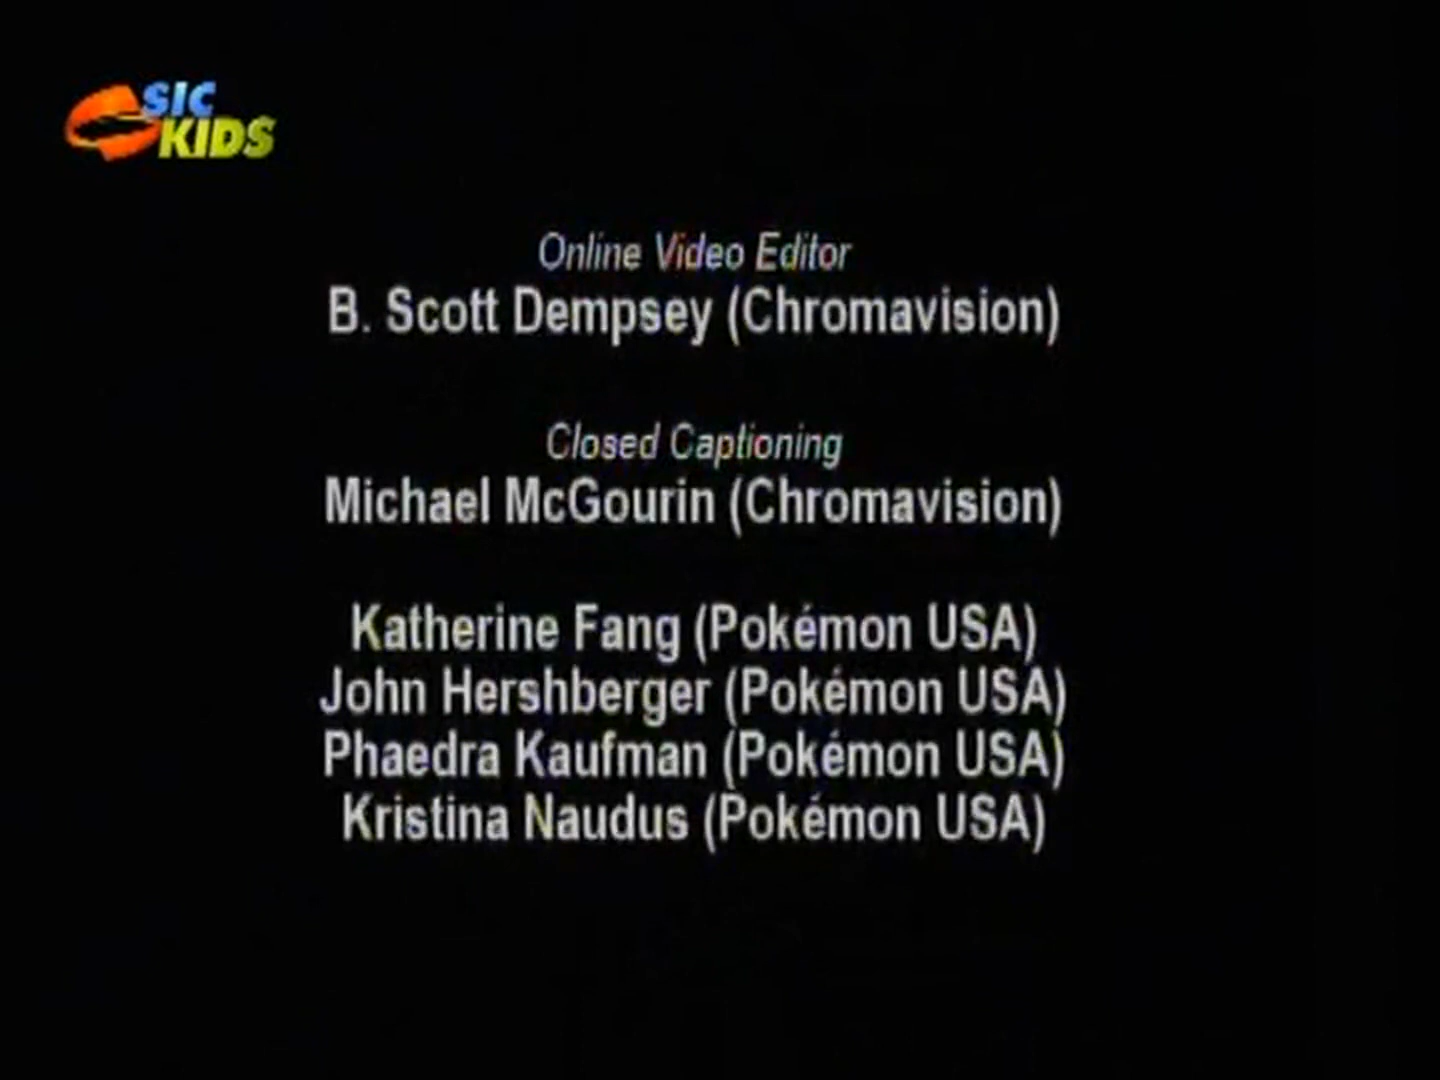 SIC
KIDS
Online Video Editor
B. Scott Dempsey (Chromavision)
Closed Captioning
Michael McGourin (Chromavision)
Katherine Fang (Pokémon USA)
John Hershberger (Pokémon USA)
Phaedra Kaufman (Pokémon USA)
Kristina Naudus (Pokémon USA)